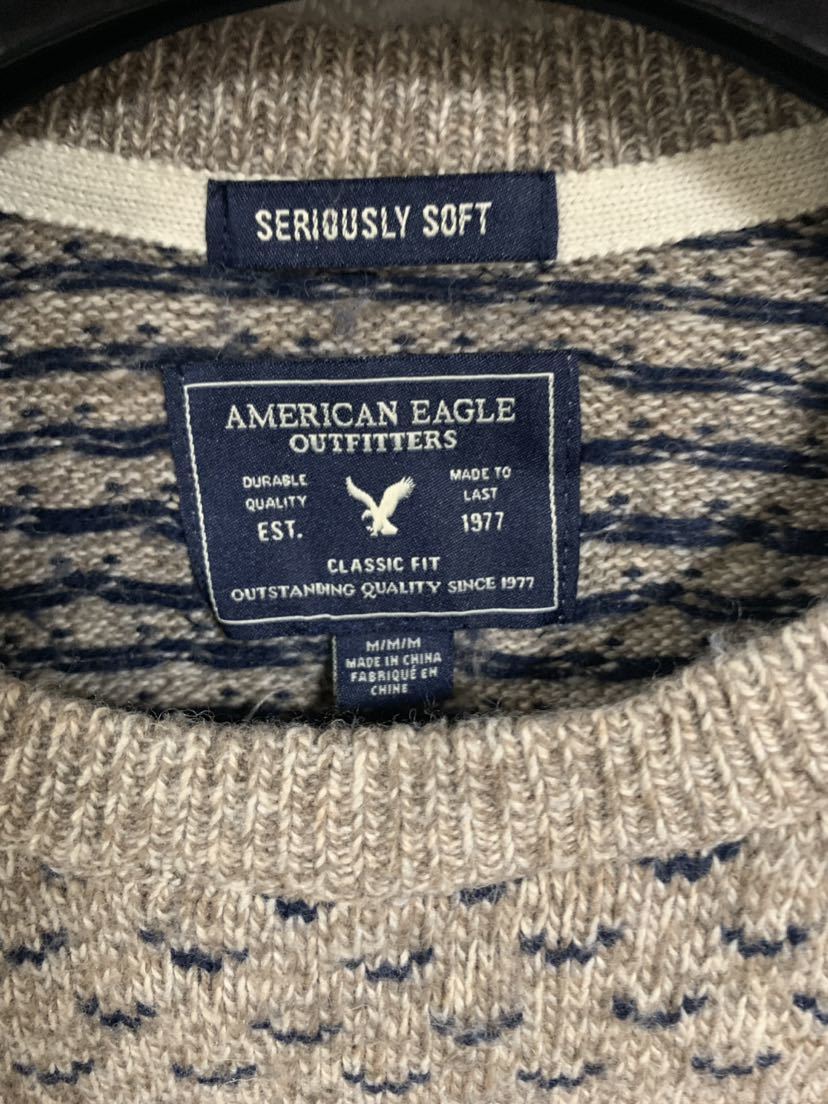 SERIOUSLY SOFT
AMERICAN EAGLE
OUTFITTERS
DURABLE
QUALITY
EST.
MADE TO
LAST
1977
CLASSIC FIT
OUTSTANDING QUALITY SINCE 1977
M/M/M
MADE IN CHINA
FABRIQUÉ EN
CHINE